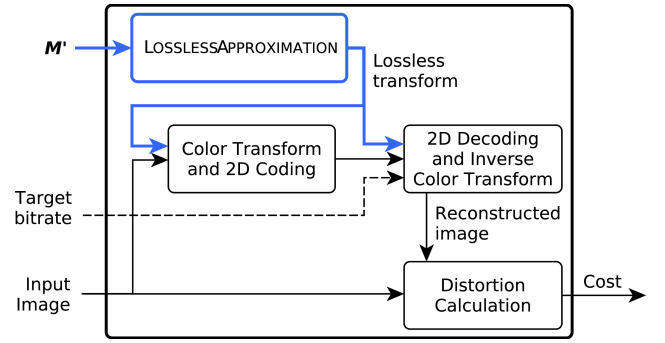 M'
LOSSLESSAPPROXIMATION
Lossless
transform
Color Transform
and 2D Coding
2D Decoding
and Inverse
Color Transform
Target
bitrate
Reconstructed
image
Input
Image
Distortion
Calculation
Cost